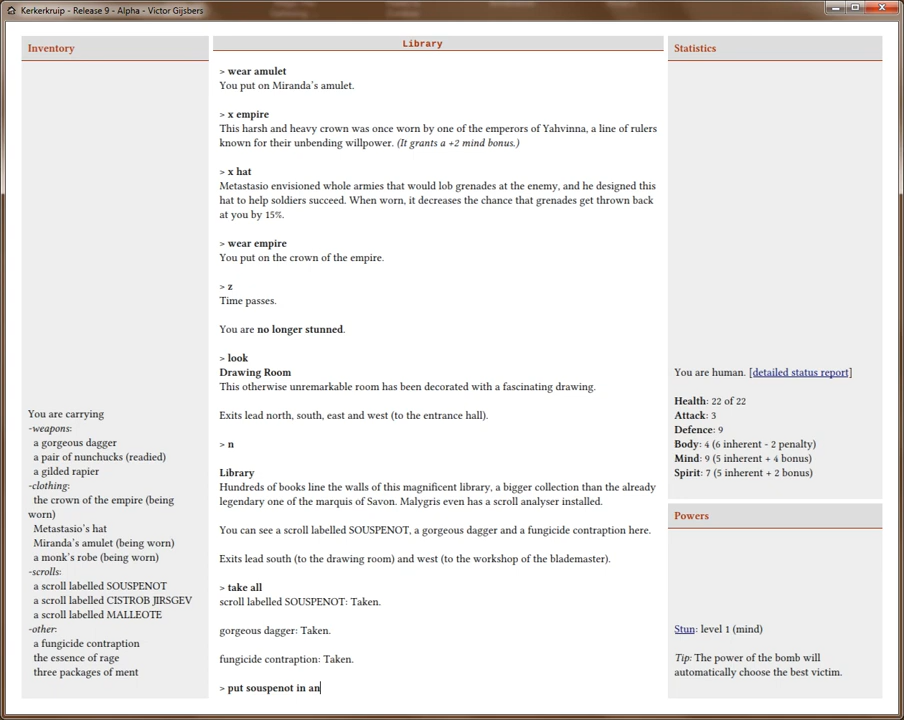 Kerkerkruip - Release 9 - Alpha - Victor Gijsbers
Inventory
You are carrying
-weapons:
a gorgeous dagger
a pair of nunchucks (readied)
a gilded rapier
-clothing:
the crown of the empire (being
worn)
Metastasio's hat
Miranda's amulet (being worn)
a monk's robe (being worn)
-scrolls:
a scroll labelled SOUSPENOT
a scroll labelled CISTROB JIRSGEV
a scroll labelled MALLEOTE
-other:
a fungicide contraption
the essence of rage
three packages of ment
Library
> wear amulet
You put on Miranda's amulet.
> x empire
This harsh and heavy crown was once worn by one of the emperors of Yahvinna, a line of rulers
known for their unbending willpower. (It grants a +2 mind bonus.)
> x hat
Metastasio envisioned whole armies that would lob grenades at the enemy, and he designed this
hat to help soldiers succeed. When worn, it decreases the chance that grenades get thrown back
at you by 15%.
> wear empire
You put on the crown of the empire.
> z
Time passes.
You are no longer stunned.
> look
Drawing Room
This otherwise unremarkable room has been decorated with a fascinating drawing.
Exits lead north, south, east and west (to the entrance hall).
> n
Library
Hundreds of books line the walls of this magnificent library, a bigger collection than the already
legendary one of the marquis of Savon. Malygris even has a scroll analyser installed.
You can see a scroll labelled SOUSPENOT, a gorgeous dagger and a fungicide contraption here.
Exits lead south (to the drawing room) and west (to the workshop of the blademaster).
> take all
scroll labelled SOUSPENOT: Taken.
gorgeous dagger: Taken.
fungicide contraption: Taken.
> put souspenot in an
Statistics
You are human. [detailed status report]
Health: 22 of 22
Attack: 3
Defence: 9
Body: 4 (6 inherent - 2 penalty)
Mind: 9 (5 inherent + 4 bonus)
Spirit: 7 (5 inherent + 2 bonus)
Powers
Stun: level 1 (mind)
Tip: The power of the bomb will
automatically choose the best victim.